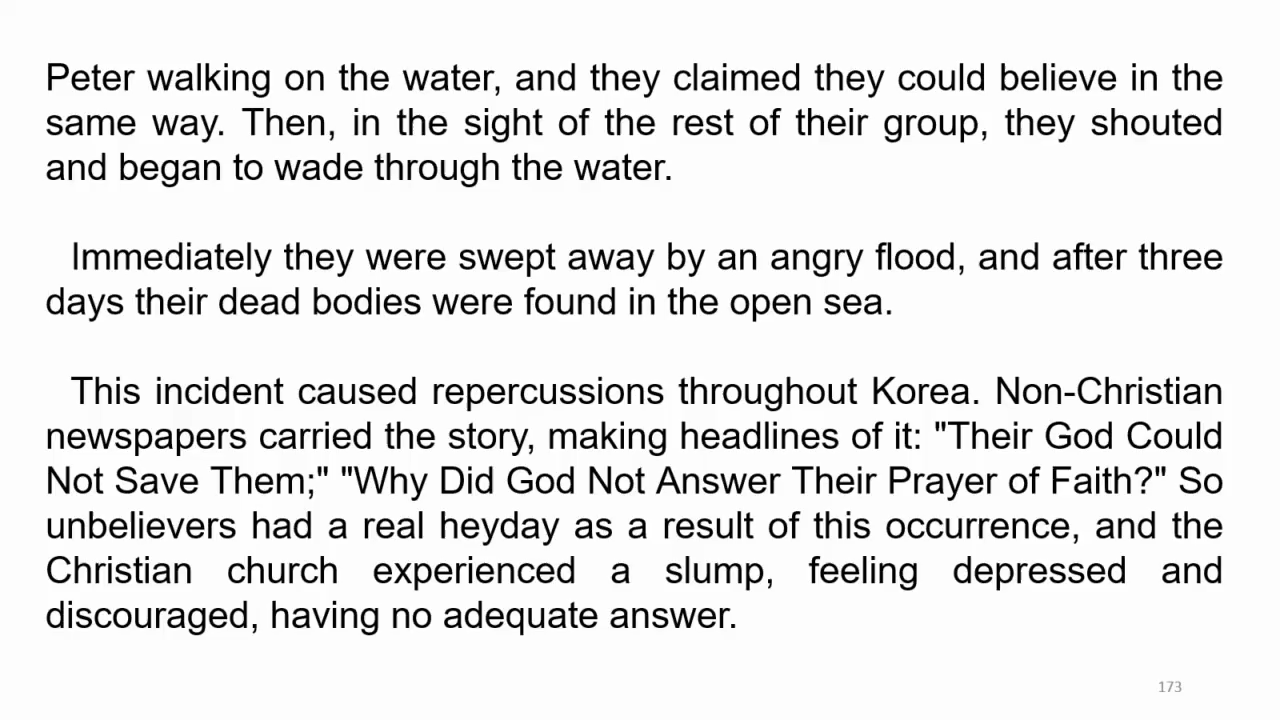 Peter walking on the water, and they claimed they could believe in the
same way. Then, in the sight of the rest of their group, they shouted
and began to wade through the water.
Immediately they were swept away by an angry flood, and after three
days their dead bodies were found in the open sea.
This incident caused repercussions throughout Korea. Non-Christian
newspapers carried the story, making headlines of it: "Their God Could
Not Save Them;" "Why Did God Not Answer Their Prayer of Faith?" So
unbelievers had a real heyday as a result of this occurrence, and the
Christian church experienced a slump, feeling depressed and
discouraged, having no adequate answer.
173